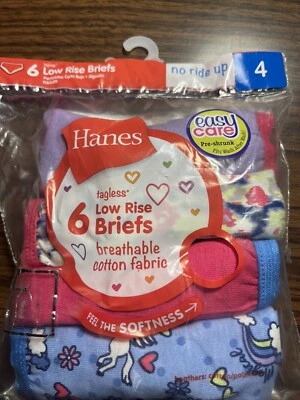 tagless
6 Low Rise Briefs
no ride up
4
easy
care
Pre-shrunk
Hanes
tagless
6 Low Rise
Briefs
breathable
cotton fabric
FEEL THE SOFTNESS